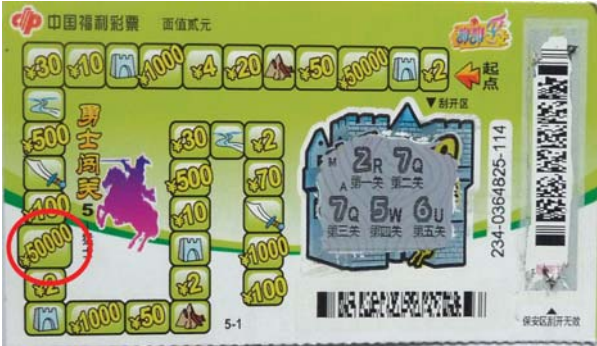 中国福利彩票 面值贰元
¥30 ¥10 ¥1000 ¥4 ¥20 ¥50 ¥50000 ¥2
起点
▼刮开区
勇士闯关
¥500
¥100
¥50000
¥2
¥1000 ¥50
¥30 ¥2
¥500 ¥70
¥10
¥1000
¥2 ¥100
5
M 2R 7Q
A 第一关 第二关
7Q 5W 6U
第三关 第四关 第五关
234-0364825-114
5-1
保安区刮开无效